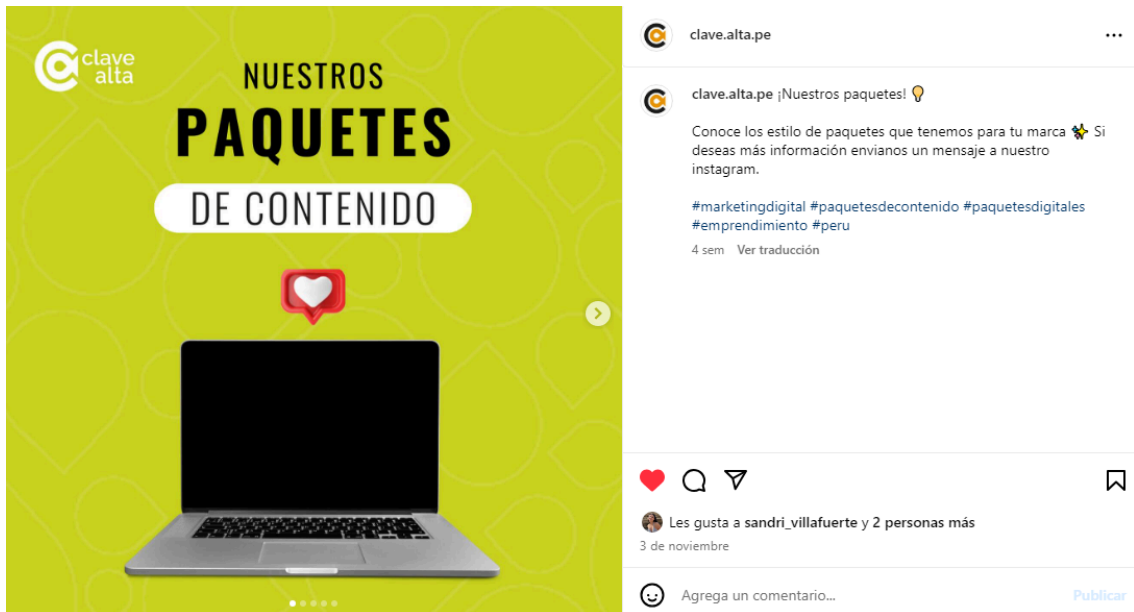 clave
alta
NUESTROS
PAQUETES
DE CONTENIDO
clave.alta.pe
clave.alta.pe ¡Nuestros paquetes! 💡
Conoce los estilo de paquetes que tenemos para tu marca ✨ Si
deseas más información envianos un mensaje a nuestro
instagram.
#marketingdigital #paquetesdecontenido #paquetesdigitales
#emprendimiento #peru
4 sem Ver traducción
Les gusta a sandri_villafuerte y 2 personas más
3 de noviembre
Agrega un comentario... Publicar